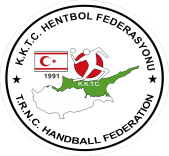 K.K.T.C. HENTBOL FEDERASYONU
1991
K.K.T.C.
T.R.N.C. HANDBALL FEDERATION